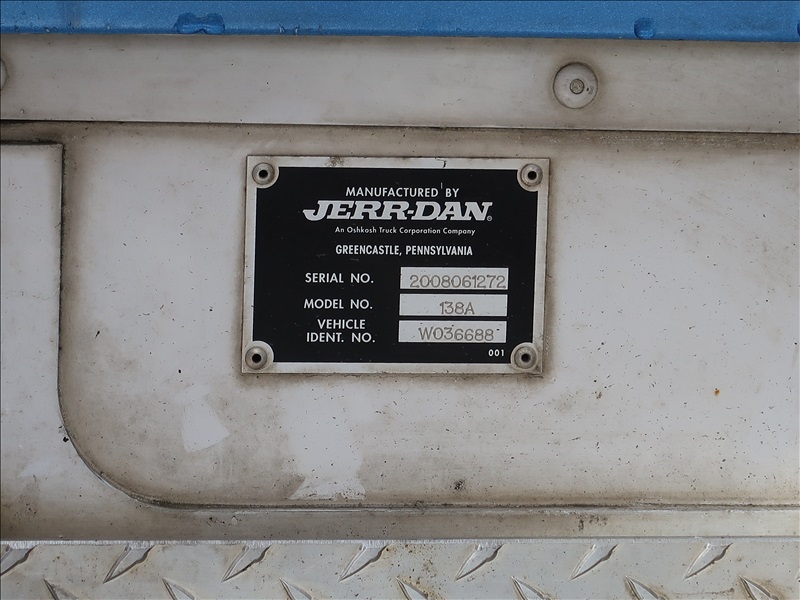 MANUFACTURED BY
JERR-DAN®
An Oshkosh Truck Corporation Company
GREENCASTLE, PENNSYLVANIA
SERIAL NO. 2008061272
MODEL NO. 138A
VEHICLE IDENT. NO. W036688
001